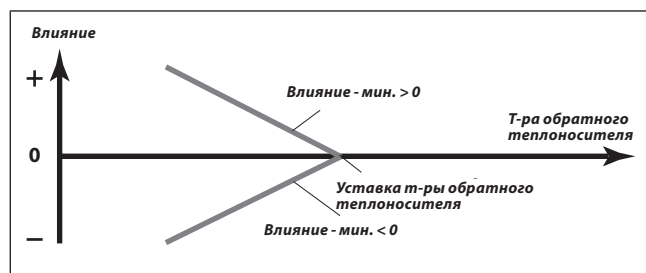 Влияние
+
Влияние - мин. > 0
Т-ра обратного
теплоносителя
0
Уставка т-ры обратного
теплоносителя
Влияние - мин. < 0
−